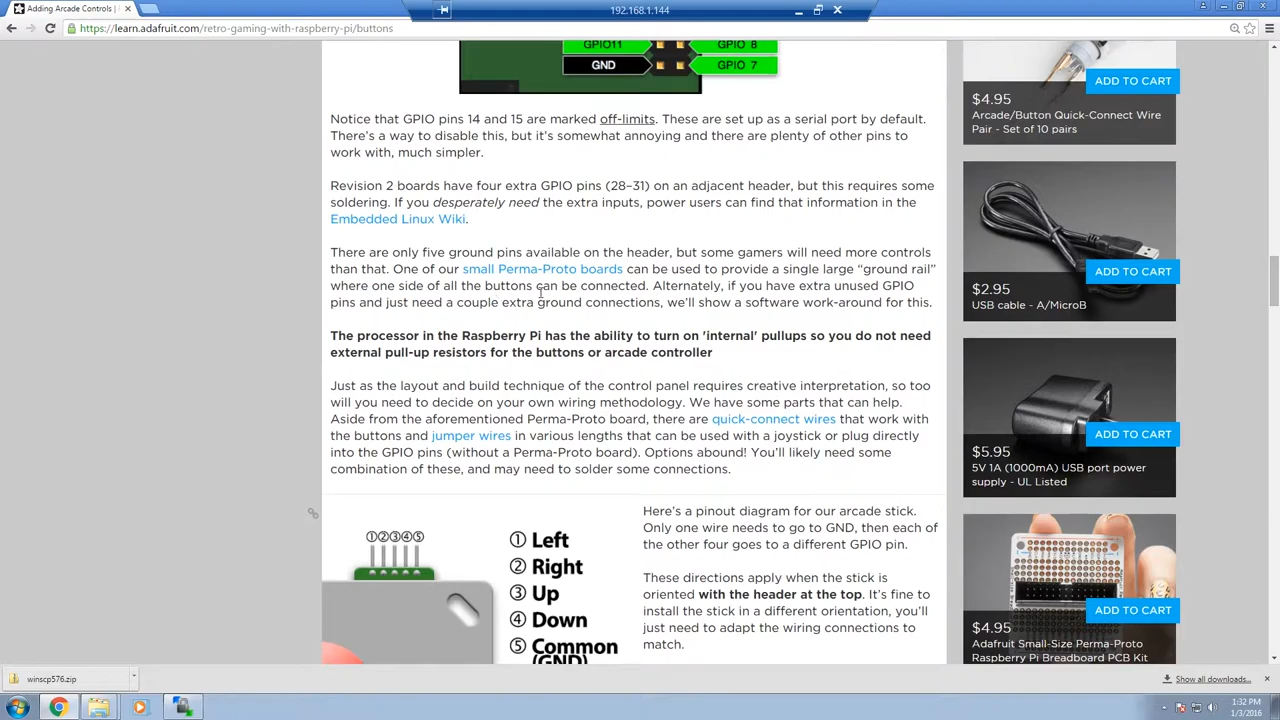 Adding Arcade Controls |
192.168.1.144
https://learn.adafruit.com/retro-gaming-with-raspberry-pi/buttons
GPIO11
GPIO 8
GND
GPIO 7
Notice that GPIO pins 14 and 15 are marked off-limits. These are set up as a serial port by default.
There's a way to disable this, but it's somewhat annoying and there are plenty of other pins to
work with, much simpler.
Revision 2 boards have four extra GPIO pins (28–31) on an adjacent header, but this requires some
soldering. If you desperately need the extra inputs, power users can find that information in the
Embedded Linux Wiki.
There are only five ground pins available on the header, but some gamers will need more controls
than that. One of our small Perma-Proto boards can be used to provide a single large “ground rail”
where one side of all the buttons can be connected. Alternately, if you have extra unused GPIO
pins and just need a couple extra ground connections, we'll show a software work-around for this.
The processor in the Raspberry Pi has the ability to turn on 'internal' pullups so you do not need
external pull-up resistors for the buttons or arcade controller
Just as the layout and build technique of the control panel requires creative interpretation, so too
will you need to decide on your own wiring methodology. We have some parts that can help.
Aside from the aforementioned Perma-Proto board, there are quick-connect wires that work with
the buttons and jumper wires in various lengths that can be used with a joystick or plug directly
into the GPIO pins (without a Perma-Proto board). Options abound! You'll likely need some
combination of these, and may need to solder some connections.
①②③④⑤
① Left
② Right
③ Up
④ Down
⑤ Common
(GND)
Here's a pinout diagram for our arcade stick.
Only one wire needs to go to GND, then each of
the other four goes to a different GPIO pin.
These directions apply when the stick is
oriented with the header at the top. It's fine to
install the stick in a different orientation, you'll
just need to adapt the wiring connections to
match.
ADD TO CART
$4.95
Arcade/Button Quick-Connect Wire
Pair - Set of 10 pairs
ADD TO CART
$2.95
USB cable - A/MicroB
ADD TO CART
$5.95
5V 1A (1000mA) USB port power
supply - UL Listed
ADD TO CART
$4.95
Adafruit Small-Size Perma-Proto
Raspberry Pi Breadboard PCB Kit
winscp576.zip
Show all downloads...
1:32 PM
1/3/2016